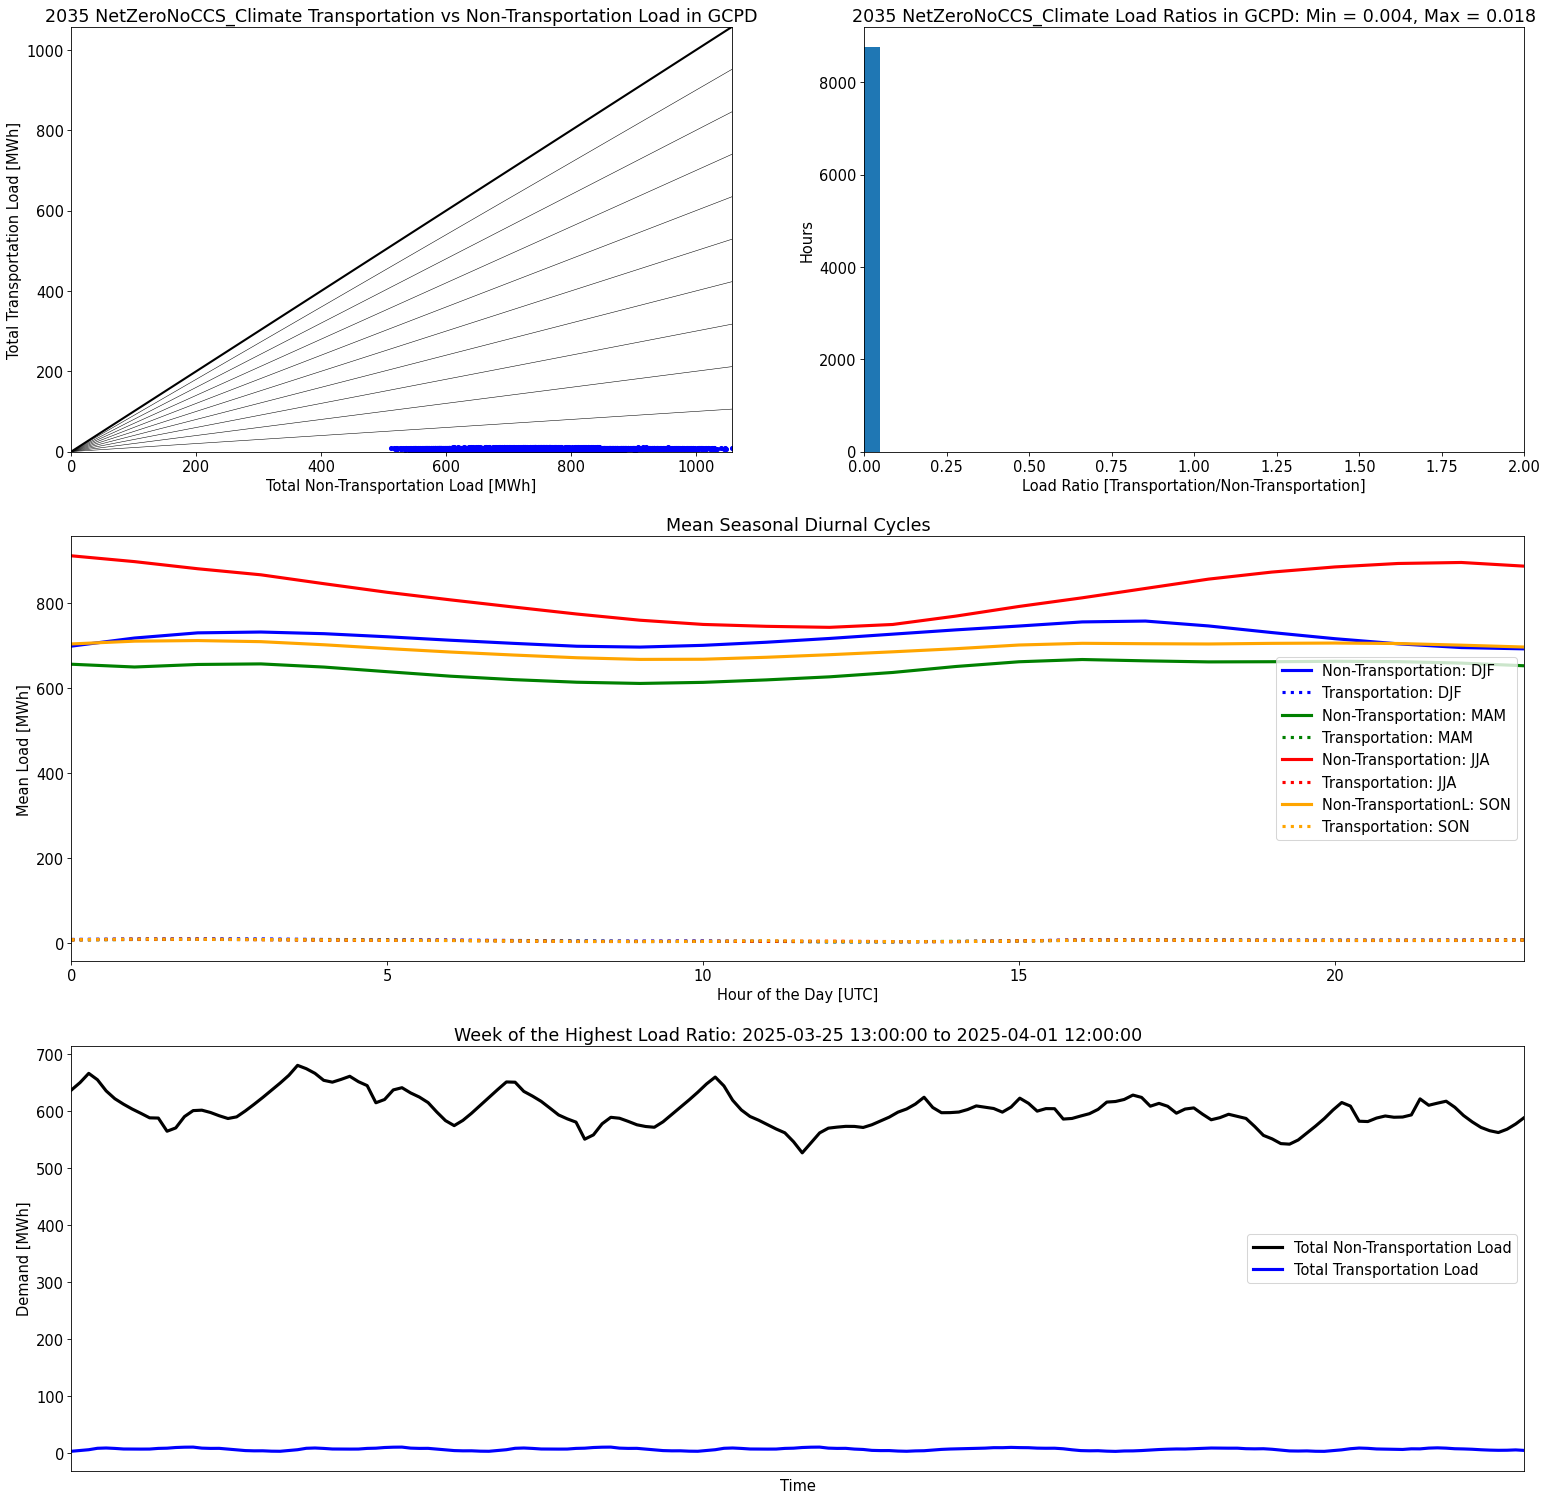 2035 NetZeroNoCCS_Climate Transportation vs Non-Transportation Load in GCPD
Total Transportation Load [MWh]
1000
800
600
400
200
0
0 200 400 600 800 1000
Total Non-Transportation Load [MWh]
2035 NetZeroNoCCS_Climate Load Ratios in GCPD: Min = 0.004, Max = 0.018
Hours
8000
6000
4000
2000
0
0.00 0.25 0.50 0.75 1.00 1.25 1.50 1.75 2.00
Load Ratio [Transportation/Non-Transportation]
Mean Seasonal Diurnal Cycles
Mean Load [MWh]
800
600
400
200
0
Non-Transportation: DJF
Transportation: DJF
Non-Transportation: MAM
Transportation: MAM
Non-Transportation: JJA
Transportation: JJA
Non-TransportationL: SON
Transportation: SON
0 5 10 15 20
Hour of the Day [UTC]
Week of the Highest Load Ratio: 2025-03-25 13:00:00 to 2025-04-01 12:00:00
Demand [MWh]
700
600
500
400
300
200
100
0
Total Non-Transportation Load
Total Transportation Load
Time